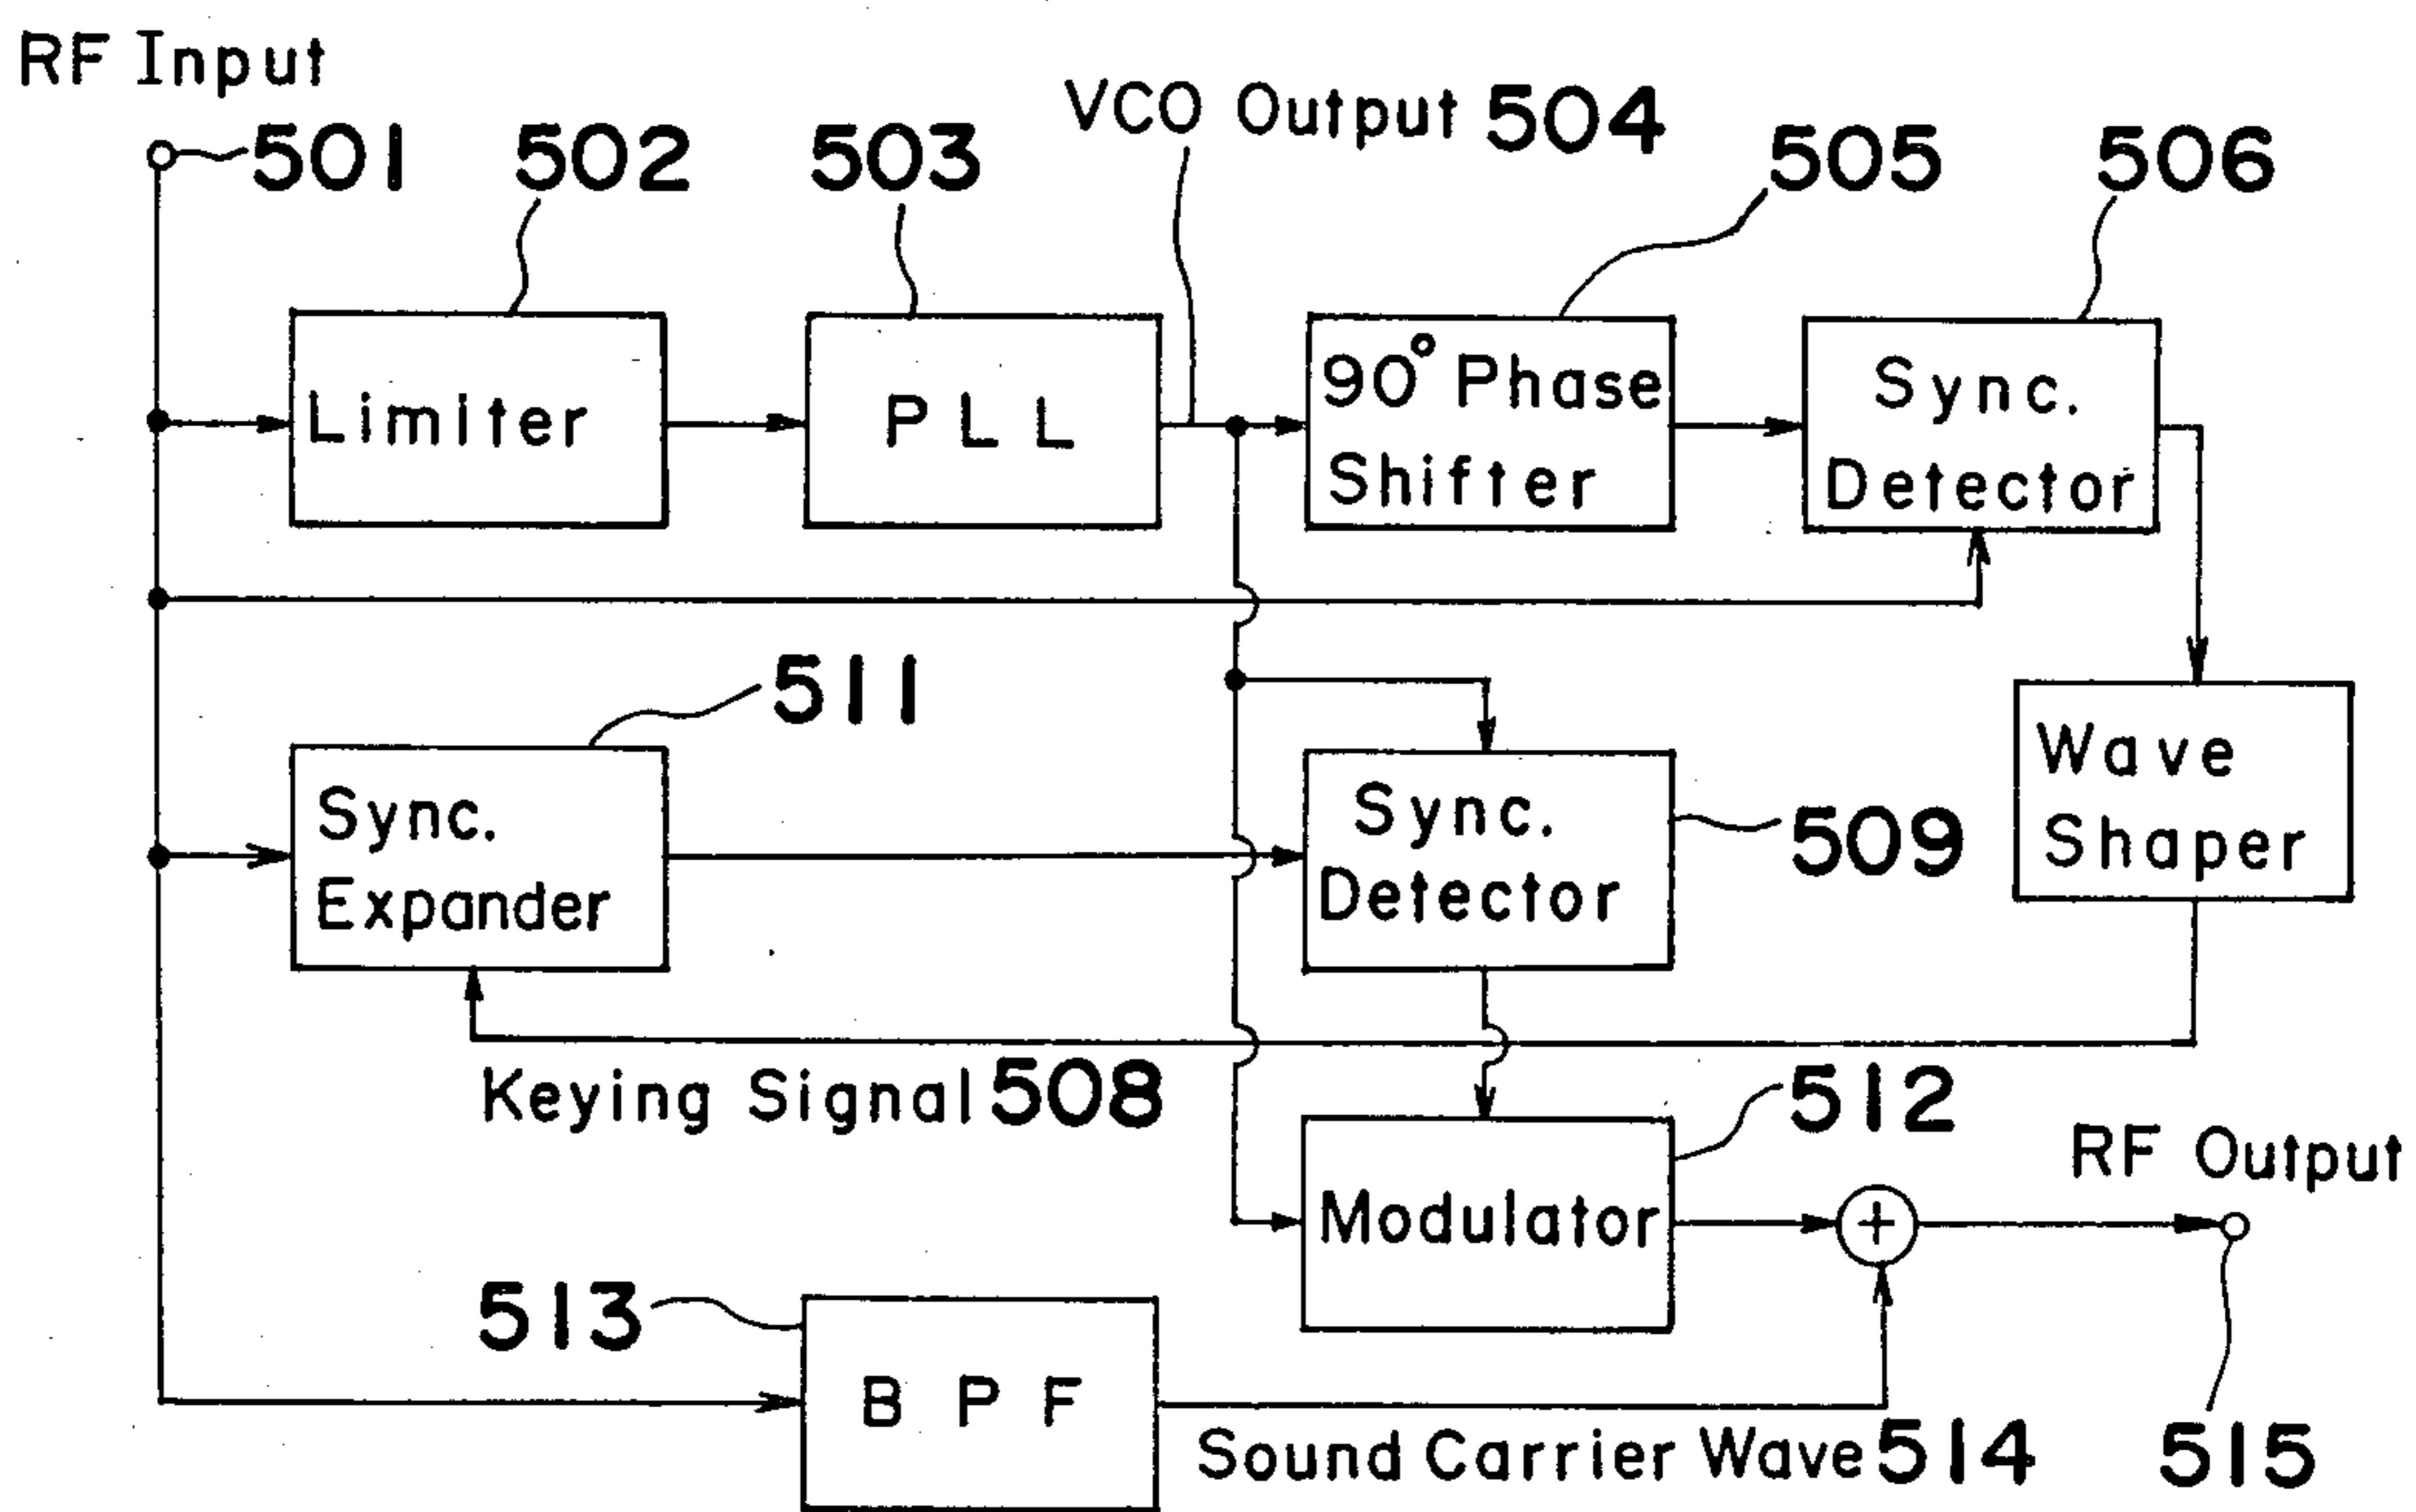 RF Input
501
502
503
VCO Output 504
505
506
Limiter
PLL
90° Phase
Shifter
Sync.
Detector
511
Sync.
Expander
Sync.
Detector
509
Wave
Shaper
Keying Signal 508
512
Modulator
+
RF Output
513
BPF
Sound Carrier Wave 514
515